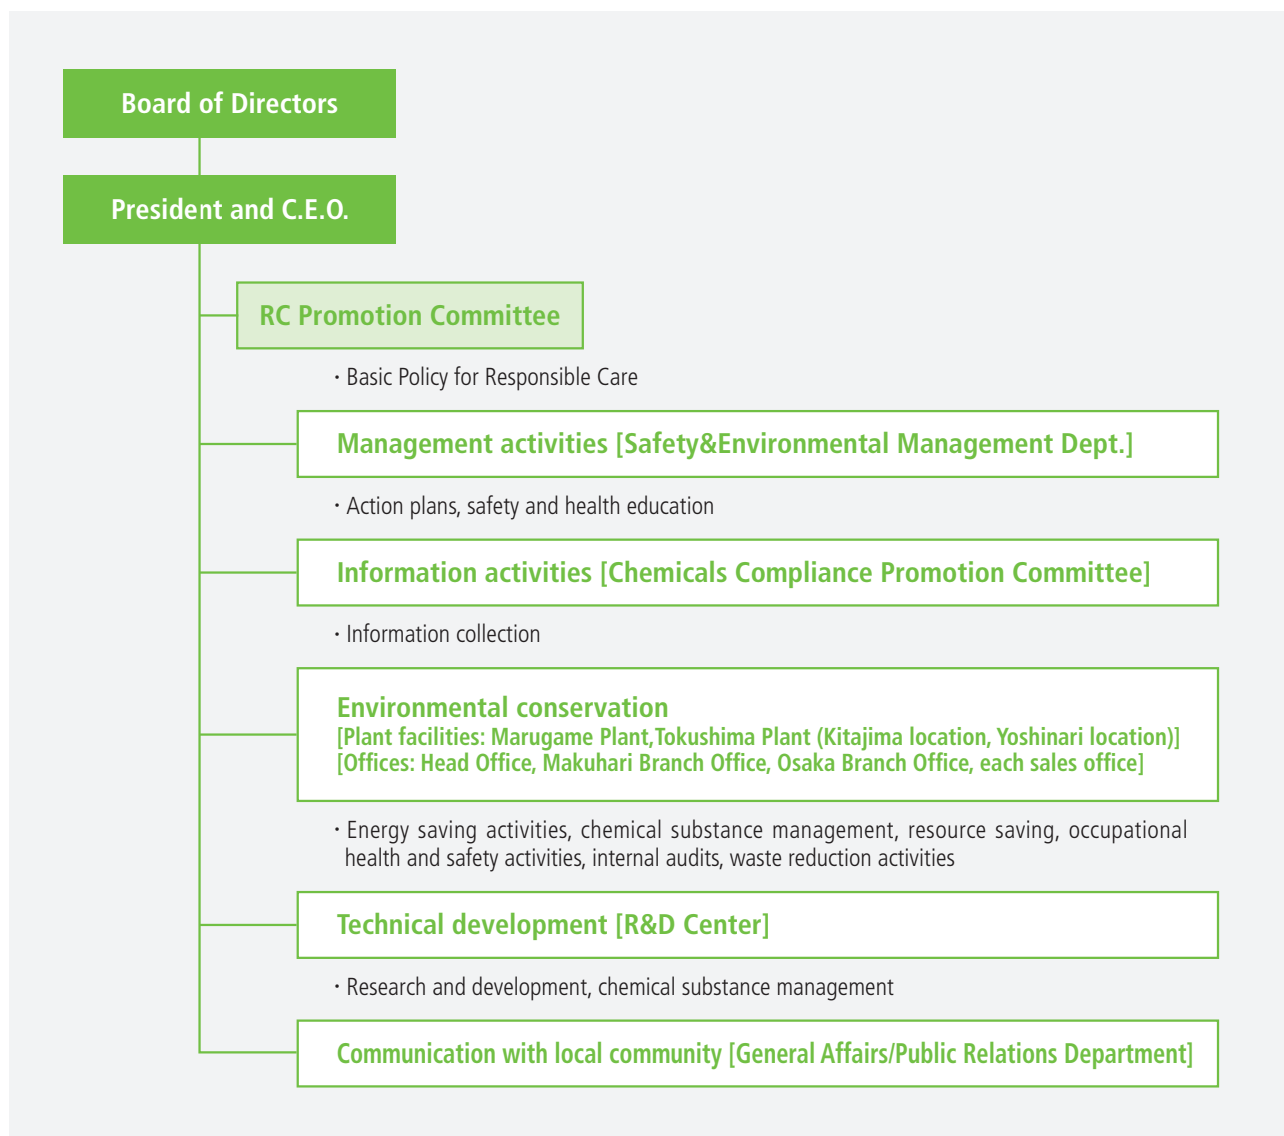 Board of Directors
President and C.E.O.
RC Promotion Committee
・Basic Policy for Responsible Care
Management activities [Safety&Environmental Management Dept.]
・Action plans, safety and health education
Information activities [Chemicals Compliance Promotion Committee]
・Information collection
Environmental conservation
[Plant facilities: Marugame Plant,Tokushima Plant (Kitajima location, Yoshinari location)]
[Offices: Head Office, Makuhari Branch Office, Osaka Branch Office, each sales office]
・Energy saving activities, chemical substance management, resource saving, occupational
health and safety activities, internal audits, waste reduction activities
Technical development [R&D Center]
・Research and development, chemical substance management
Communication with local community [General Affairs/Public Relations Department]